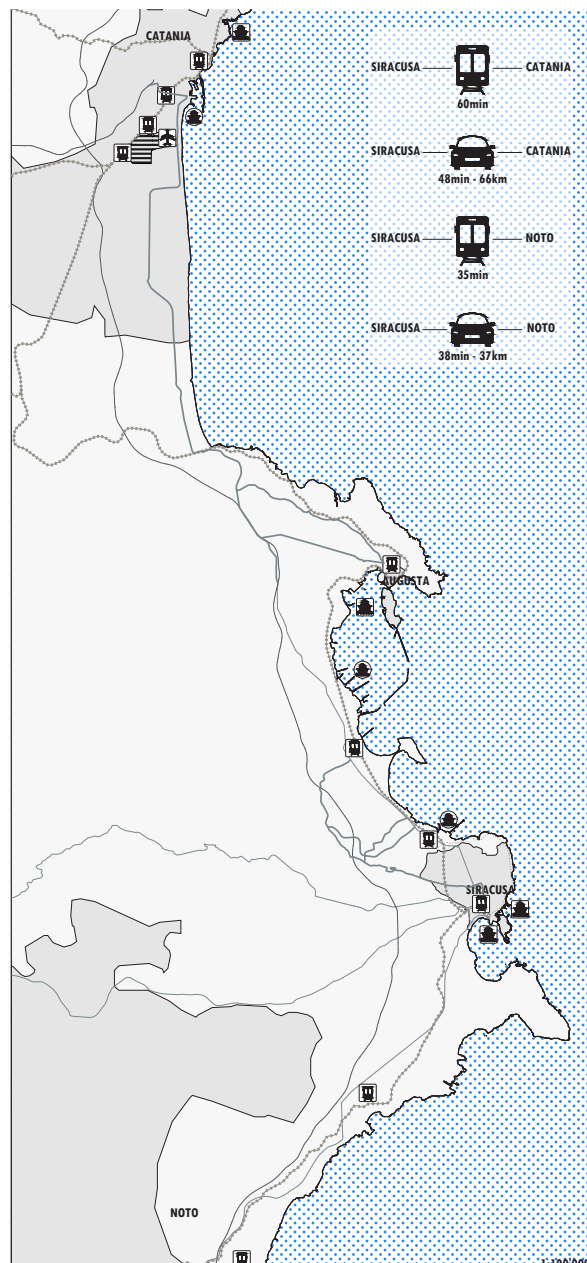 CATANIA
SIRACUSA CATANIA
60min
SIRACUSA CATANIA
48min - 66km
SIRACUSA NOTO
35min
SIRACUSA NOTO
38min - 37km
AUGUSTA
SIRACUSA
NOTO